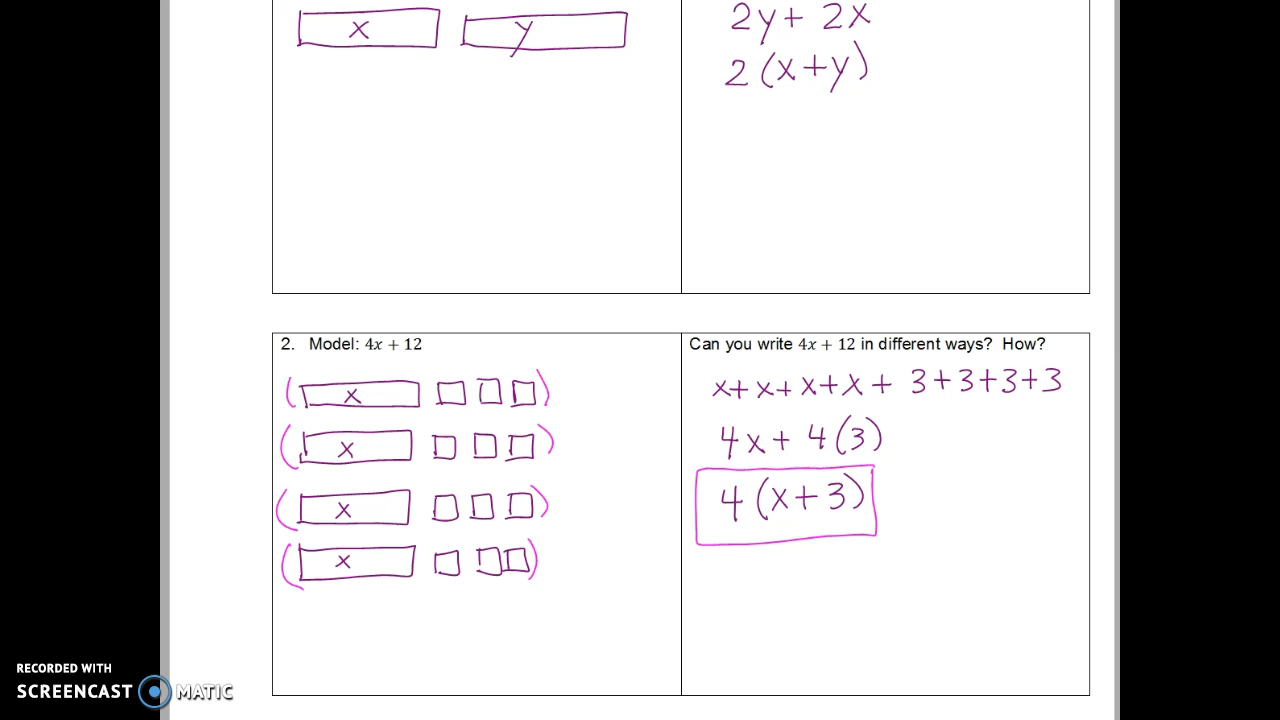 x y
2y + 2x
2(x+y)
2. Model: 4x + 12
Can you write 4x + 12 in different ways? How?
( x )
( x )
( x )
( x )
x+x+x+x+ 3+3+3+3
4x + 4(3)
4(x+3)
RECORDED WITH
SCREENCAST MATIC